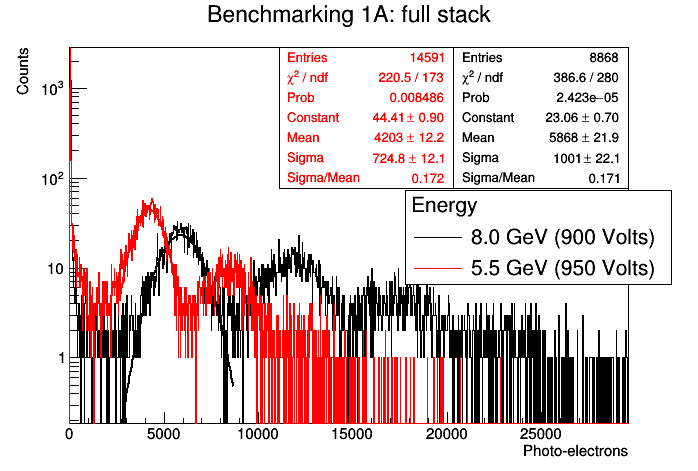 Benchmarking 1A: full stack
Counts
10³
10²
10
1
Entries 14591
χ² / ndf 220.5 / 173
Prob 0.008486
Constant 44.41 ± 0.90
Mean 4203 ± 12.2
Sigma 724.8 ± 12.1
Sigma/Mean 0.172
Entries 8868
χ² / ndf 386.6 / 280
Prob 2.423e−05
Constant 23.06 ± 0.70
Mean 5868 ± 21.9
Sigma 1001 ± 22.1
Sigma/Mean 0.171
Energy
8.0 GeV (900 Volts)
5.5 GeV (950 Volts)
0 5000 10000 15000 20000 25000
Photo-electrons